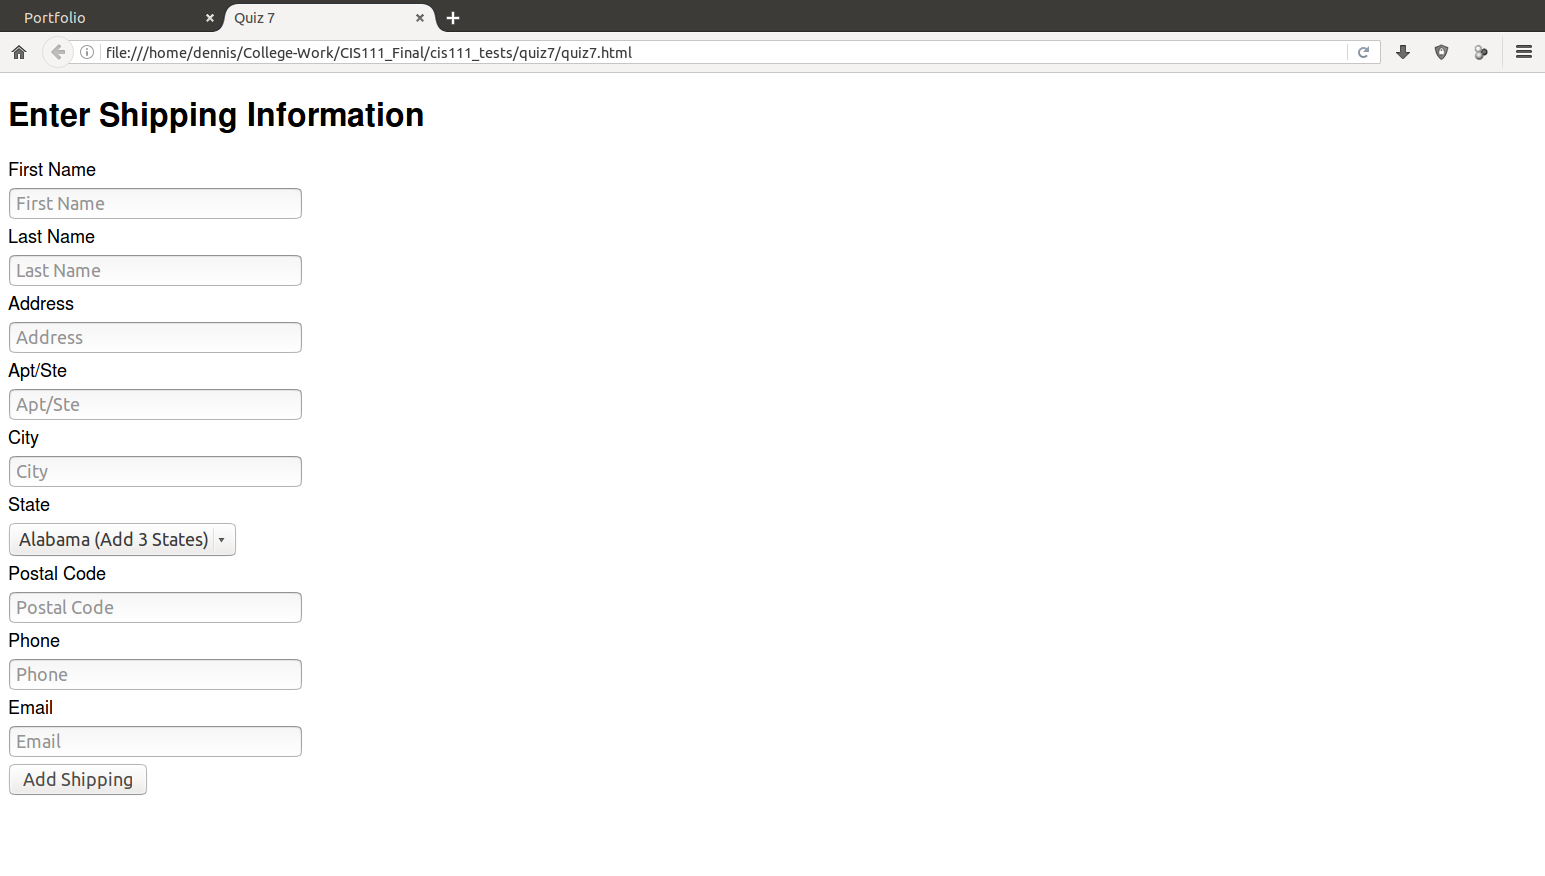 Portfolio
Quiz 7
file:///home/dennis/College-Work/CIS111_Final/cis111_tests/quiz7/quiz7.html
Enter Shipping Information
First Name
First Name
Last Name
Last Name
Address
Address
Apt/Ste
Apt/Ste
City
City
State
Alabama (Add 3 States)
Postal Code
Postal Code
Phone
Phone
Email
Email
Add Shipping